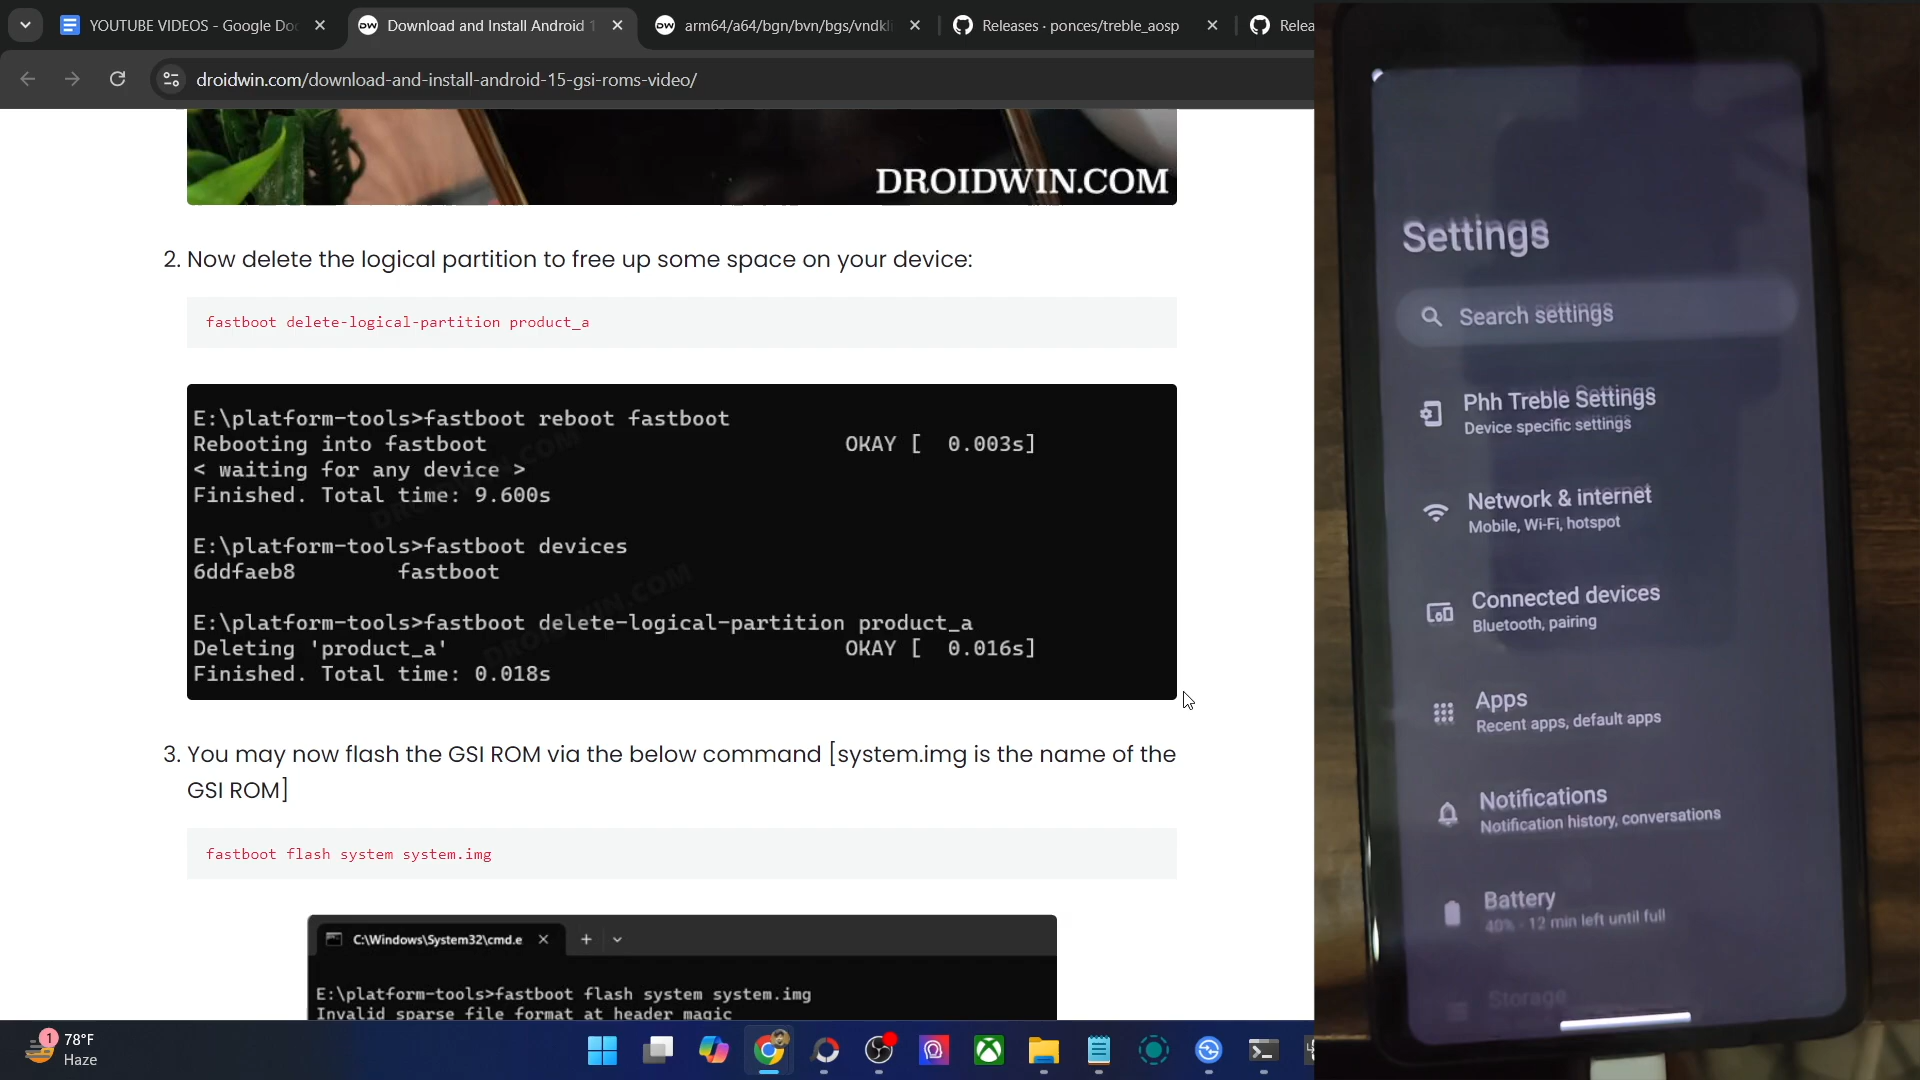 YOUTUBE VIDEOS - Google Do
Download and Install Android 1
arm64/a64/bgn/bvn/bgs/vndkl
Releases · ponces/treble_aosp
Relea
droidwin.com/download-and-install-android-15-gsi-roms-video/
DROIDWIN.COM
2. Now delete the logical partition to free up some space on your device:
fastboot delete-logical-partition product_a
E:\platform-tools>fastboot reboot fastboot
Rebooting into fastboot OKAY [ 0.003s]
< waiting for any device >
Finished. Total time: 9.600s
E:\platform-tools>fastboot devices
6ddfaeb8 fastboot
E:\platform-tools>fastboot delete-logical-partition product_a
Deleting 'product_a' OKAY [ 0.016s]
Finished. Total time: 0.018s
3. You may now flash the GSI ROM via the below command [system.img is the name of the
GSI ROM]
fastboot flash system system.img
C:\Windows\System32\cmd.e
E:\platform-tools>fastboot flash system system.img
Invalid sparse file format at header magic
1
78°F
Haze
Settings
Search settings
Phh Treble Settings
Device specific settings
Network & internet
Mobile, Wi-Fi, hotspot
Connected devices
Bluetooth, pairing
Apps
Recent apps, default apps
Notifications
Notification history, conversations
Battery
40% - 12 min left until full
Storage